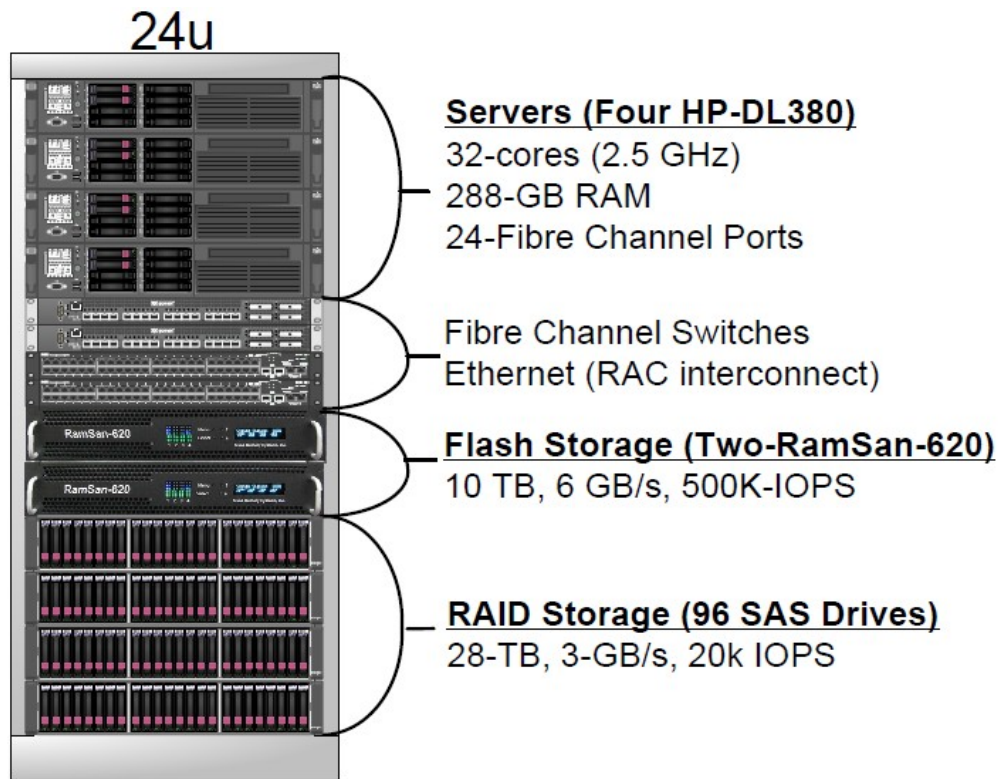 24u
Servers (Four HP-DL380)
32-cores (2.5 GHz)
288-GB RAM
24-Fibre Channel Ports
Fibre Channel Switches
Ethernet (RAC interconnect)
RamSan-620
Flash Storage (Two-RamSan-620)
10 TB, 6 GB/s, 500K-IOPS
RamSan-620
RAID Storage (96 SAS Drives)
28-TB, 3-GB/s, 20k IOPS